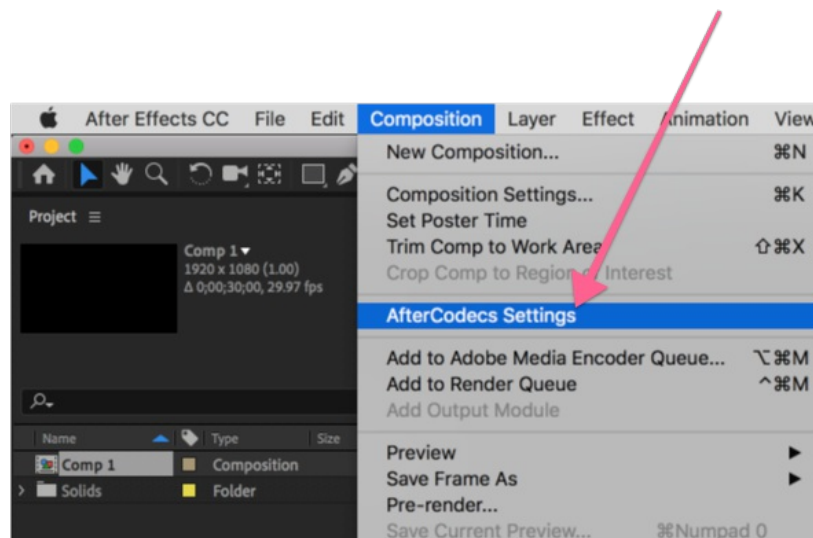 After Effects CC File Edit Composition Layer Effect Animation View
New Composition... ⌘N
Composition Settings... ⌘K
Set Poster Time
Trim Comp to Work Area ⇧⌘X
Crop Comp to Region of Interest
AfterCodecs Settings
Add to Adobe Media Encoder Queue... ⌥⌘M
Add to Render Queue ^⌘M
Add Output Module
Preview
Save Frame As
Pre-render...
Save Current Preview... ⌘Numpad 0
Project
Comp 1
1920 x 1080 (1.00)
Δ 0;00;30;00, 29.97 fps
Name Type Size
Comp 1 Composition
Solids Folder